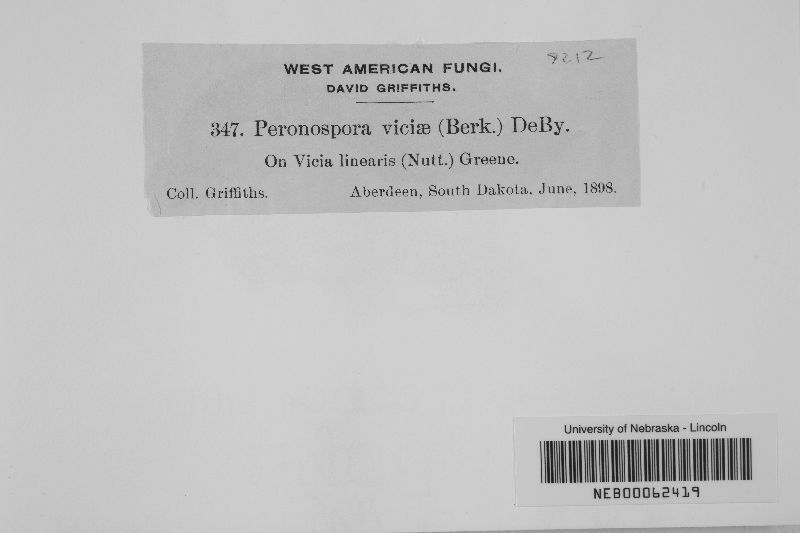 8212
WEST AMERICAN FUNGI.
DAVID GRIFFITHS.
347. Peronospora viciæ (Berk.) DeBy.
On Vicia linearis (Nutt.) Greene.
Coll. Griffiths. Aberdeen, South Dakota, June, 1898.
University of Nebraska - Lincoln
NEB00062419